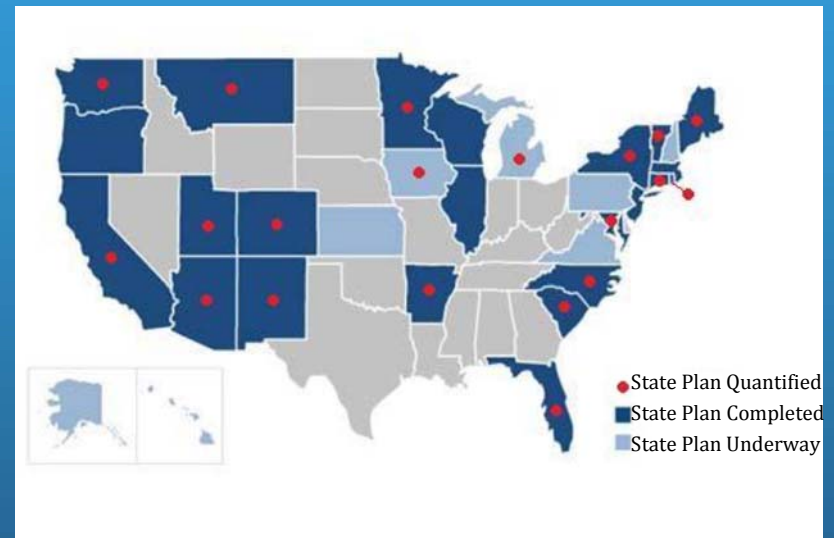 State Plan Quantified
State Plan Completed
State Plan Underway